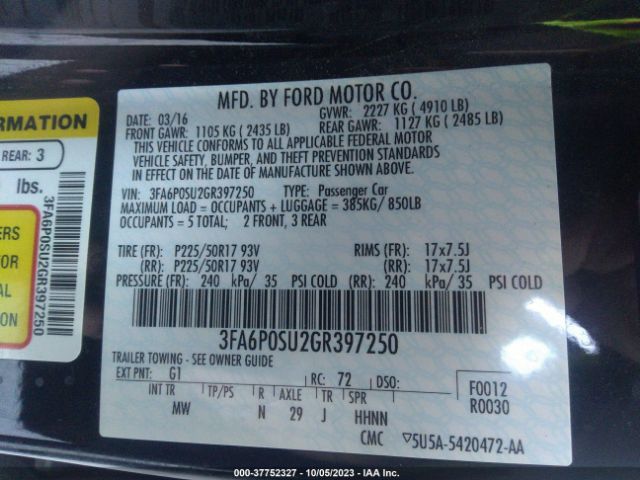 MFD. BY FORD MOTOR CO.
DATE: 03/16
GVWR: 2227 KG ( 4910 LB)
FRONT GAWR: 1105 KG ( 2435 LB)
REAR GAWR: 1127 KG ( 2485 LB)
THIS VEHICLE CONFORMS TO ALL APPLICABLE FEDERAL MOTOR
VEHICLE SAFETY, BUMPER, AND THEFT PREVENTION STANDARDS
IN EFFECT ON THE DATE OF MANUFACTURE SHOWN ABOVE.
VIN: 3FA6P0SU2GR397250 TYPE: Passenger Car
MAXIMUM LOAD = OCCUPANTS + LUGGAGE = 385KG/ 850LB
OCCUPANTS = 5 TOTAL; 2 FRONT, 3 REAR
TIRE (FR): P225/50R17 93V RIMS (FR): 17x7.5J
(RR): P225/50R17 93V (RR): 17x7.5J
PRESSURE (FR): 240 kPa/ 35 PSI COLD (RR): 240 kPa/ 35 PSI COLD
3FA6P0SU2GR397250
TRAILER TOWING - SEE OWNER GUIDE
EXT PNT: G1 RC: 72 DSO:
F0012
R0030
INT TR TP/PS R AXLE TR SPR
MW N 29 J HHNN
CMC 5U5A-5420472-AA
ORMATION
REAR: 3
lbs.
ERS
TOR
AL
ION
3FA6P0SU2GR397250
000-37752327 - 10/05/2023 - IAA Inc.